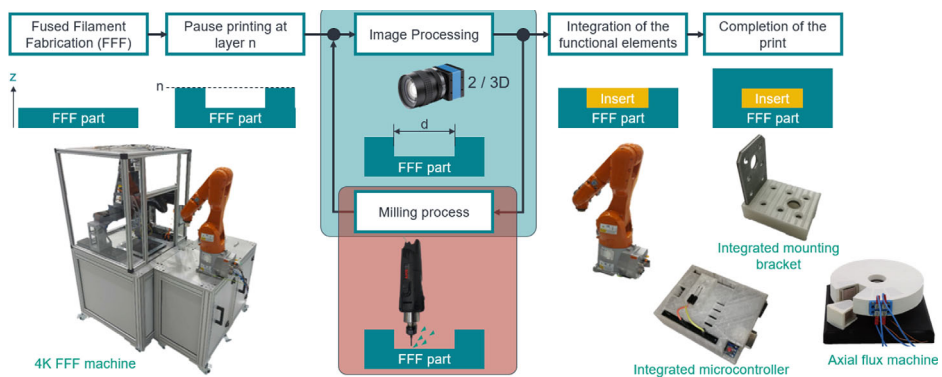 Fused Filament
Fabrication (FFF)
Pause printing at
layer n
Image Processing
Integration of the
functional elements
Completion of the
print
z
FFF part
n
FFF part
2 / 3D
d
FFF part
Insert
FFF part
Insert
FFF part
Milling process
FFF part
4K FFF machine
Integrated mounting
bracket
Integrated microcontroller
Axial flux machine